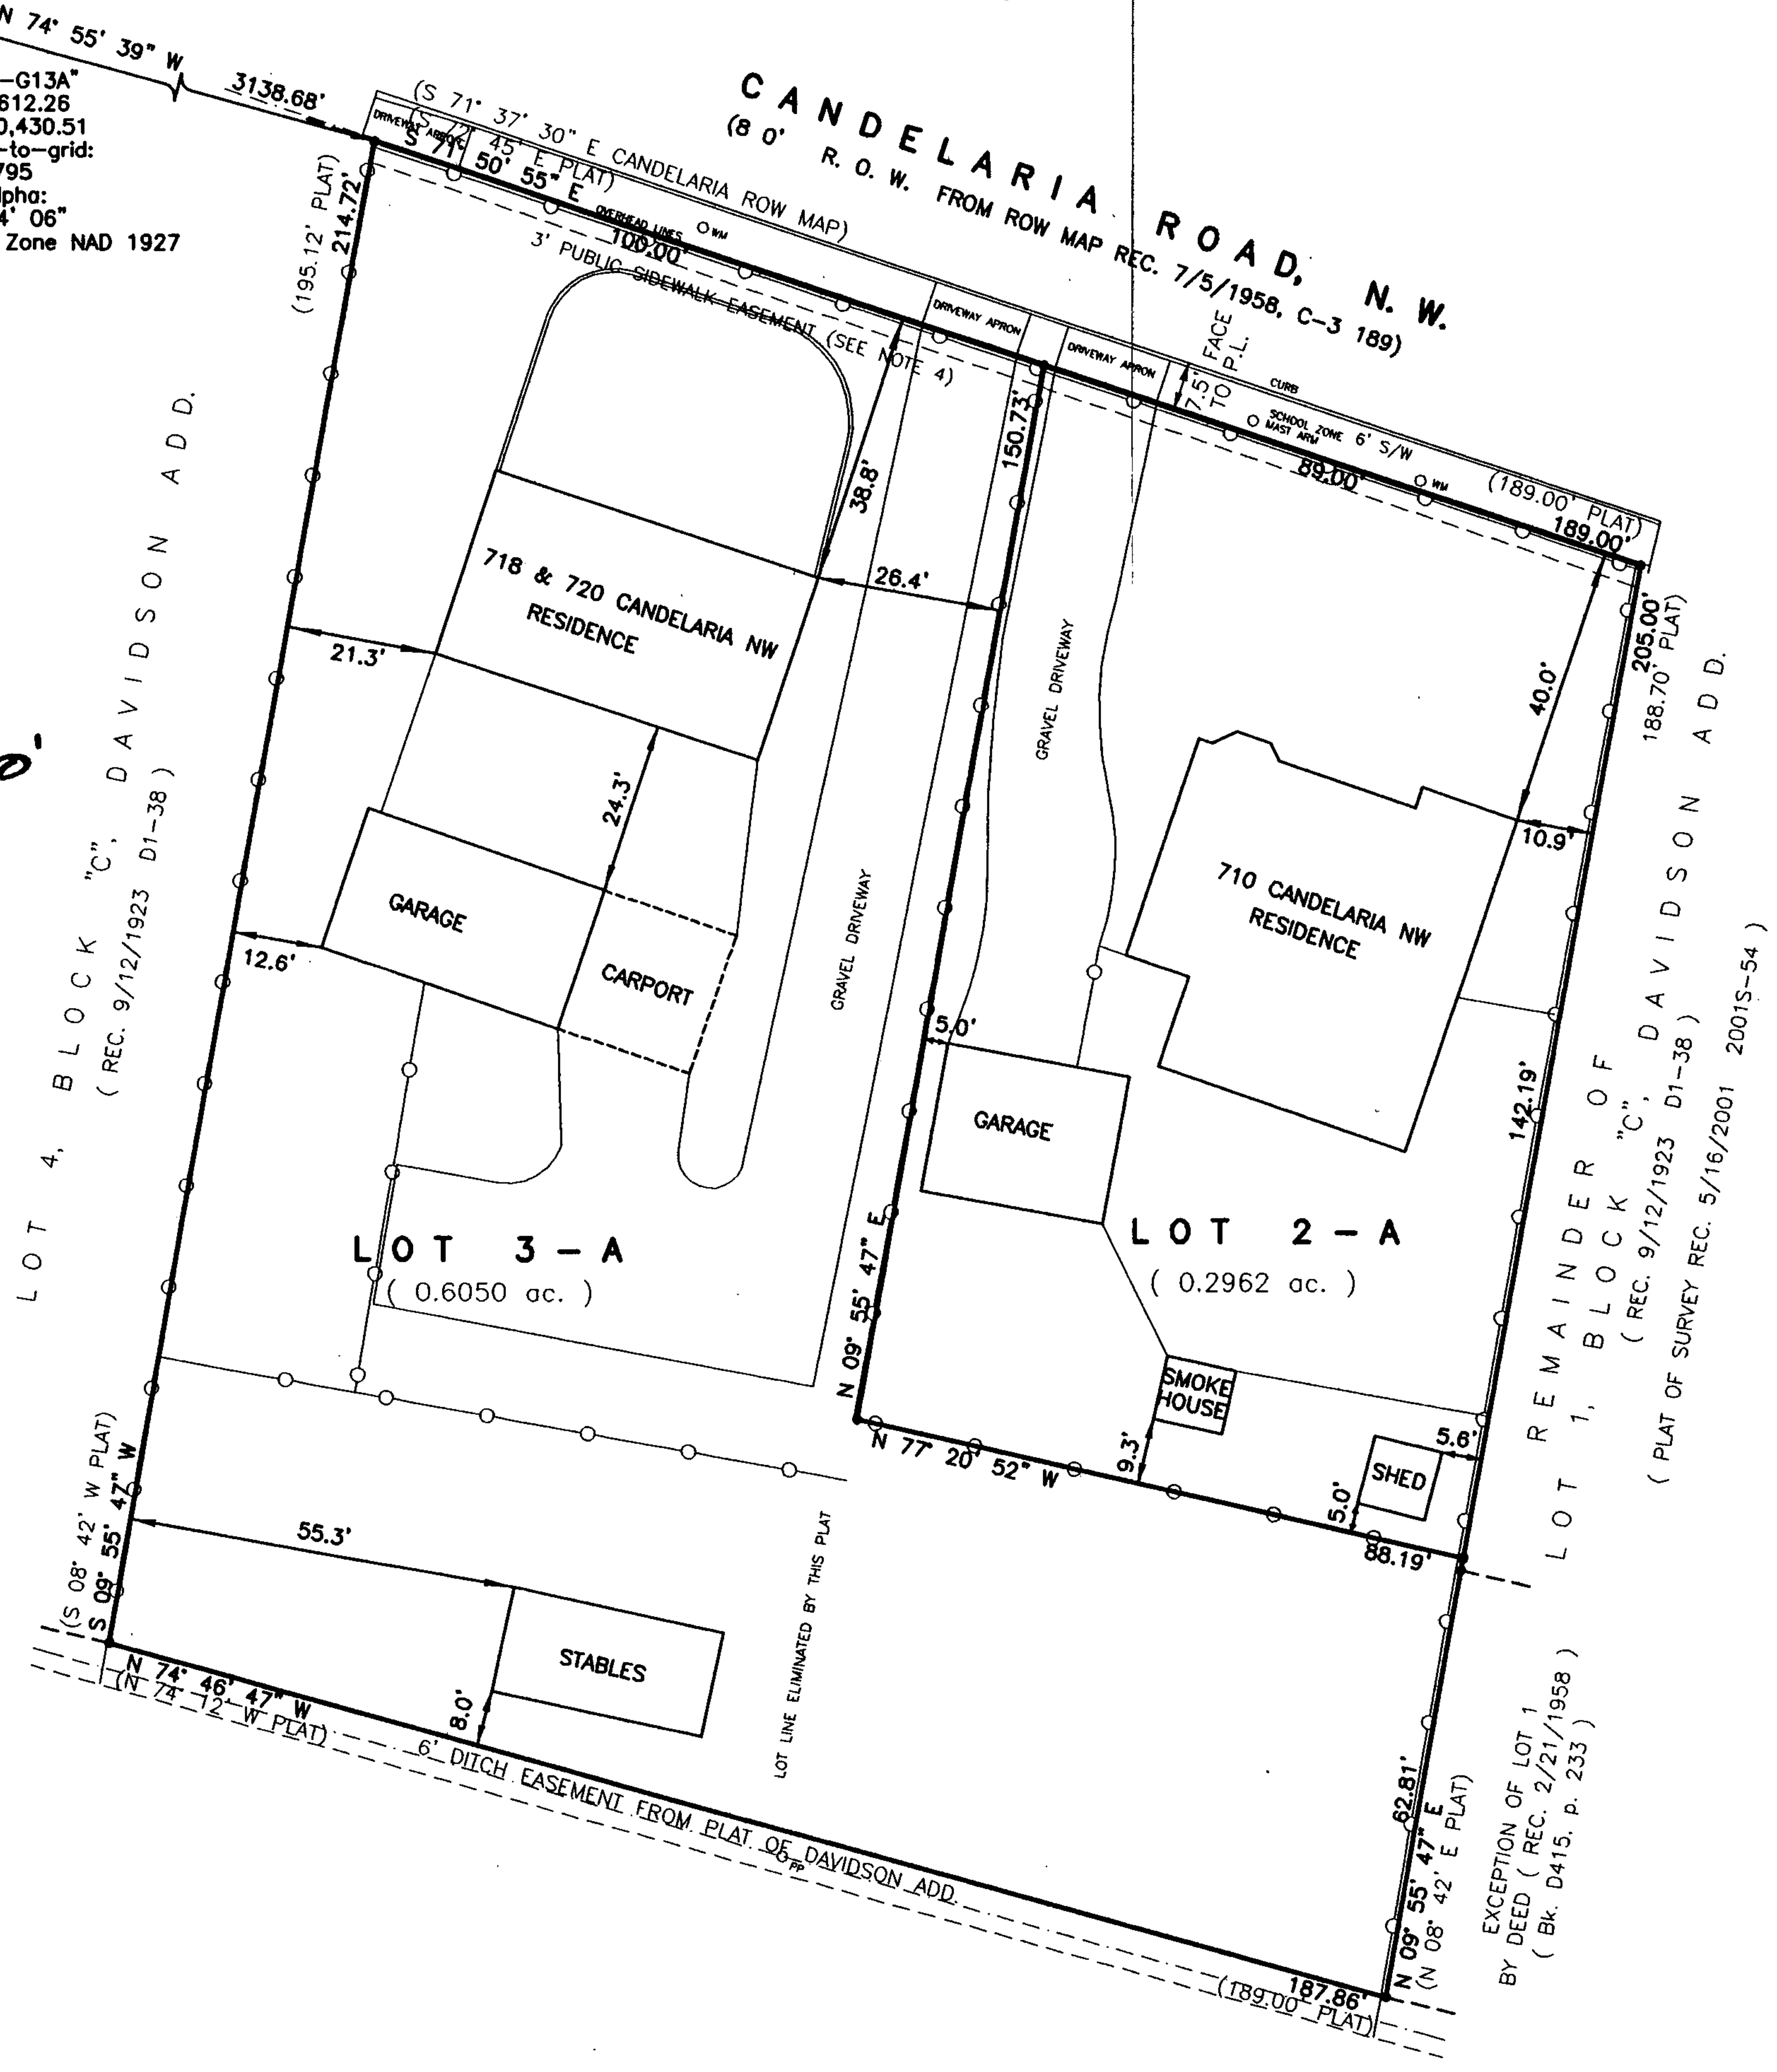 N 74° 55' 39" W
-G13A"
612.26
0,430.51
-to-grid:
795
lpha:
4' 06"
Zone NAD 1927
3138.68'
DRIVEWAY APRON
(S 71° 37' 30" E CANDELARIA ROW MAP)
(S 72° 45' E PLAT)
S 71° 50' 55" E
OVERHEAD LINES
WM
100.00'
3' PUBLIC SIDEWALK EASEMENT (SEE NOTE 4)
CANDELARIA ROAD, N. W.
(8 0' R. O. W. FROM ROW MAP REC. 7/5/1958, C-3 189)
DRIVEWAY APRON
DRIVEWAY APRON
7.5' FACE
TO P.L.
CURB
SCHOOL ZONE
MAST ARM
6' S/W
WM
89.00'
(189.00' PLAT)
189.00'
(195.12' PLAT)
214.72'
150.73'
38.8'
26.4'
718 & 720 CANDELARIA NW
RESIDENCE
21.3'
24.3'
GRAVEL DRIVEWAY
GRAVEL DRIVEWAY
40.0'
205.00'
188.70' PLAT)
10.9'
710 CANDELARIA NW
RESIDENCE
GARAGE
12.6'
CARPORT
5.0'
GARAGE
142.19'
LOT 4, BLOCK "C", DAVIDSON ADD.
( REC. 9/12/1923 D1-38 )
0'
LOT 3-A
( 0.6050 ac. )
LOT 2-A
( 0.2962 ac. )
N 09° 55' 47" E
SMOKE
HOUSE
9.3'
N 77° 20' 52" W
SHED
5.6'
5.0'
88.19'
LOT REMAINDER OF
1, BLOCK "C", DAVIDSON ADD.
( REC. 9/12/1923 D1-38 )
( PLAT OF SURVEY REC. 5/16/2001 2001S-54 )
(S 08° 42' W PLAT)
S 09° 55' 47" W
55.3'
STABLES
8.0'
LOT LINE ELIMINATED BY THIS PLAT
N 74° 46' 47" W
(N 74° 12' W PLAT)
6' DITCH EASEMENT FROM PLAT OF DAVIDSON ADD.
PP
187.86'
(189.00' PLAT)
62.81'
N 09° 55' 47" E
(N 08° 42' E PLAT)
EXCEPTION OF LOT 1
BY DEED ( REC. 2/21/1958 )
( Bk. D415, p. 233 )